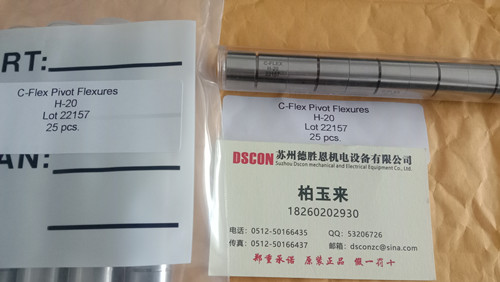 RT:
C-Flex Pivot Flexures
H-20
Lot 22157
25 pcs.
AN:
C-FLEX
H-20
C-Flex Pivot Flexures
H-20
Lot 22157
25 pcs.
DSCON 苏州德胜恩机电设备有限公司
Suzhou Dscon mechanical and Electrical Equipment Co., Ltd.
柏玉来
18260202930
电话：0512-50166435 QQ：53206726
传真：0512-50166437 邮箱：dsconzc@sina.com
郑重承诺 原装正品 假一罚十